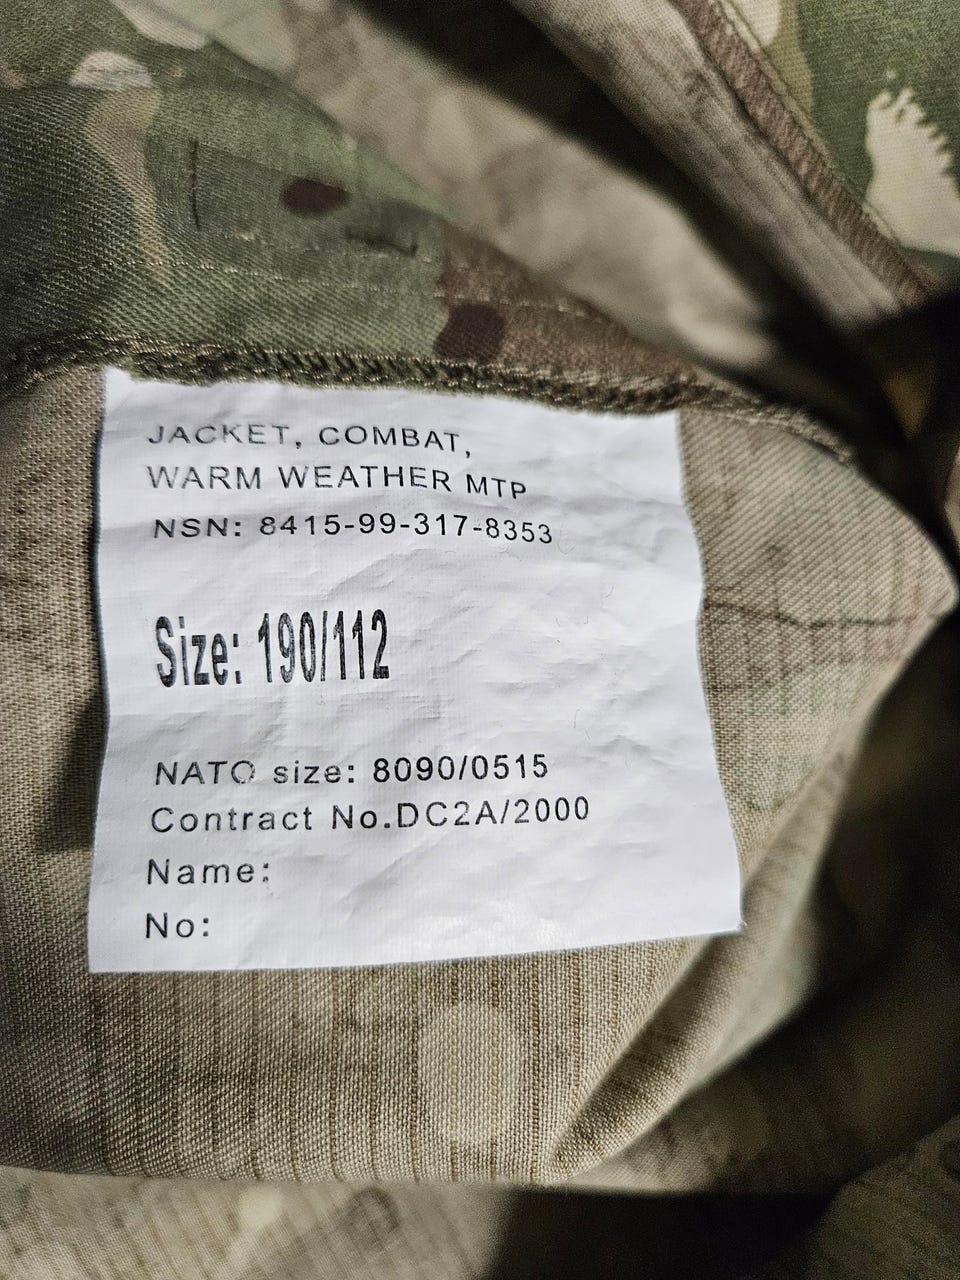 JACKET, COMBAT,
WARM WEATHER MTP
NSN: 8415-99-317-8353
Size: 190/112
NATO size: 8090/0515
Contract No.DC2A/2000
Name:
No: